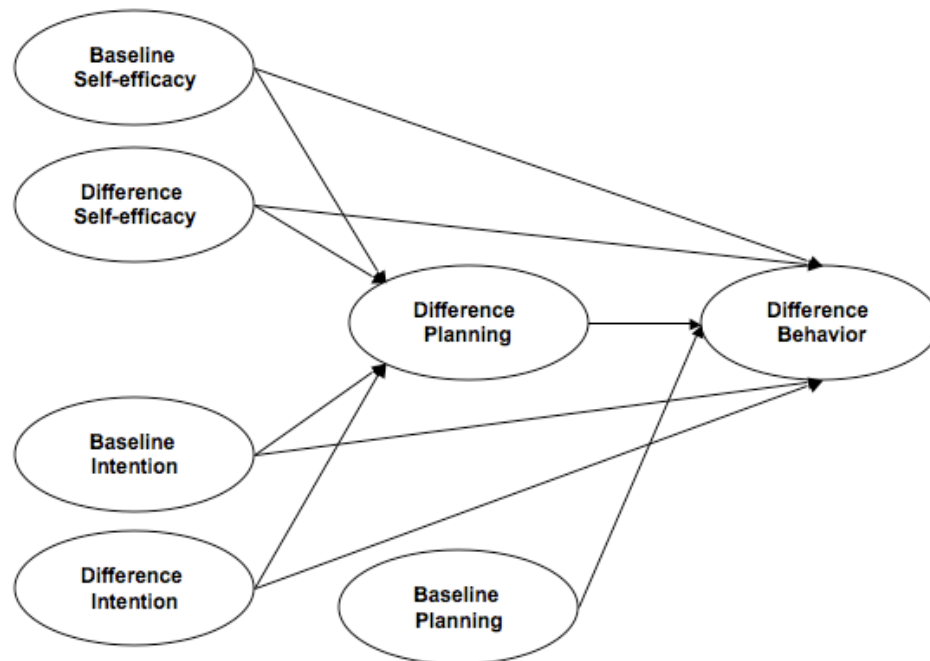 Baseline
Self-efficacy
Difference
Self-efficacy
Difference
Planning
Difference
Behavior
Baseline
Intention
Difference
Intention
Baseline
Planning